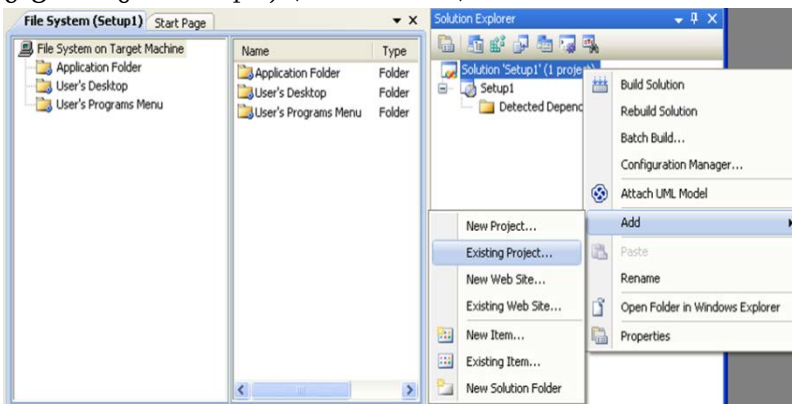 File System (Setup1)
Start Page
File System on Target Machine
Application Folder
User's Desktop
User's Programs Menu
Name
Type
Application Folder
Folder
User's Desktop
Folder
User's Programs Menu
Folder
Solution Explorer
Solution 'Setup1' (1 project)
Setup1
Detected Depend
Build Solution
Rebuild Solution
Batch Build...
Configuration Manager...
Attach UML Model
Add
Paste
Rename
Open Folder in Windows Explorer
Properties
New Project...
Existing Project...
New Web Site...
Existing Web Site...
New Item...
Existing Item...
New Solution Folder